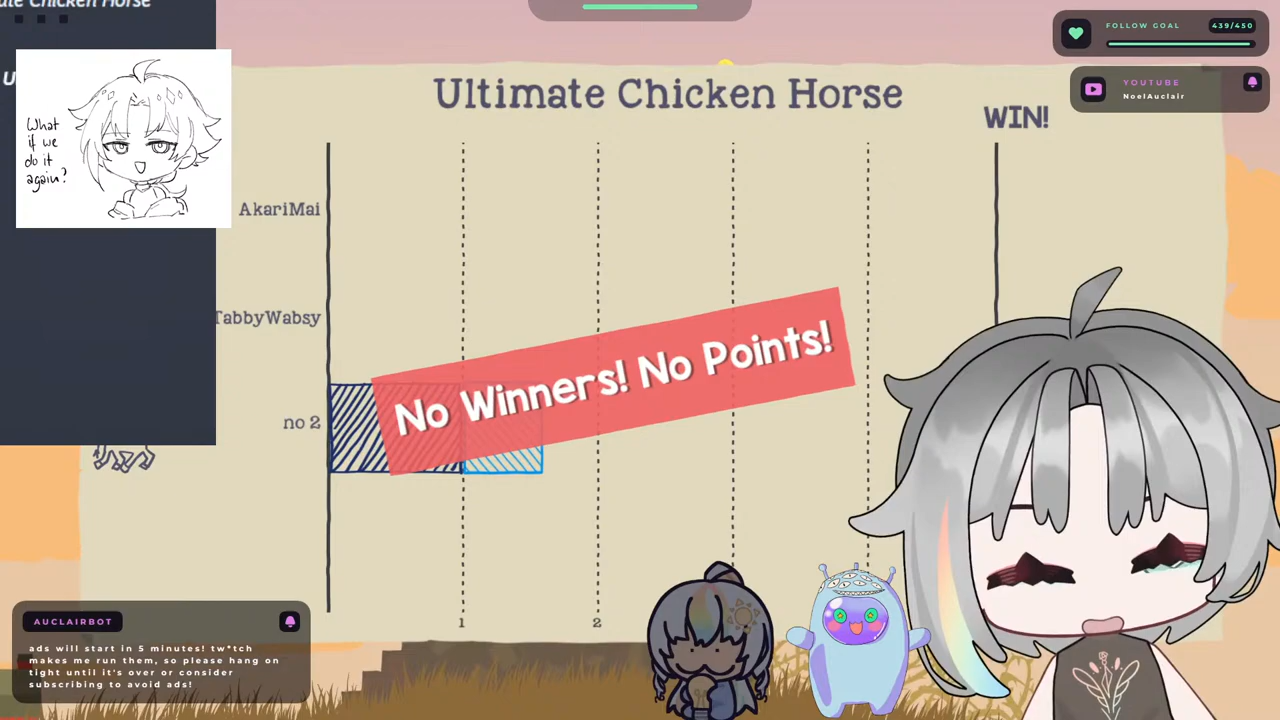 ate Chicken Horse
U
What
if we
do it
again?
Ultimate Chicken Horse
WIN!
FOLLOW GOAL
439/450
YOUTUBE
NoelAuclair
AkariMai
TabbyWabsy
no 2
No Winners! No Points!
1
2
AUCLAIRBOT
ads will start in 5 minutes! tw*tch
makes me run them, so please hang on
tight until it's over or consider
subscribing to avoid ads!